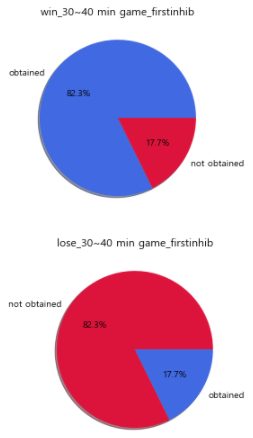 win_30~40 min game_firstinhib
obtained
82.3%
17.7%
not obtained
lose_30~40 min game_firstinhib
not obtained
82.3%
17.7%
obtained